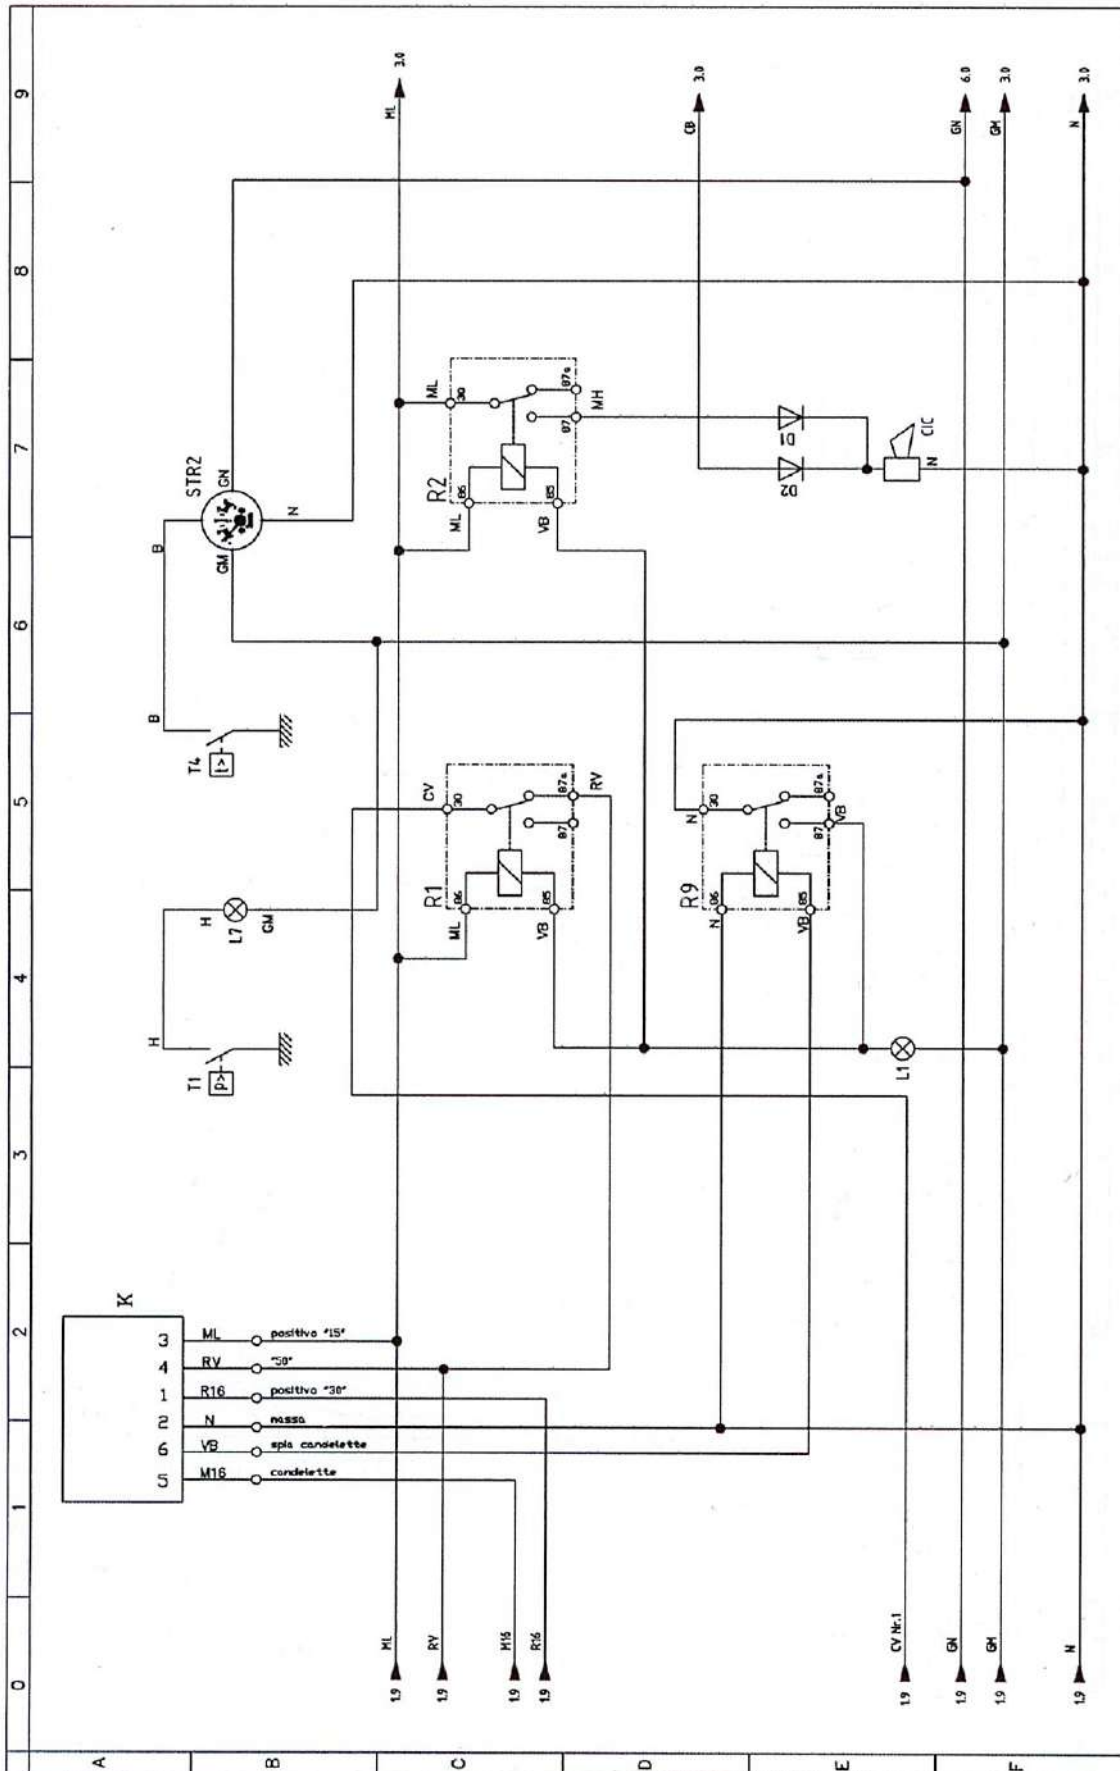 0 1 2 3 4 5 6 7 8 9
A
B
C
D
E
F
K
3 ML positivo "15"
4 RV "50"
1 R16 positivo "30"
2 N massa
6 VB spia candelette
5 M16 candelette
1.9 ML
1.9 RV
1.9 M16
1.9 R16
1.9 CV Nr.1
1.9 GN
1.9 GM
1.9 N
T1
p>
H
H
L7
GM
T4
t>
B
B
STR2
GM
GN
N
R1
ML
86
VB
85
CV
30
87
87a
RV
R2
ML
86
VB
85
ML
30
87
87a
MH
R9
N
86
VB
85
N
30
87
87a
VB
L1
D2
D1
CIC
N
ML 3.0
CB 3.0
GN 6.0
GM 3.0
N 3.0